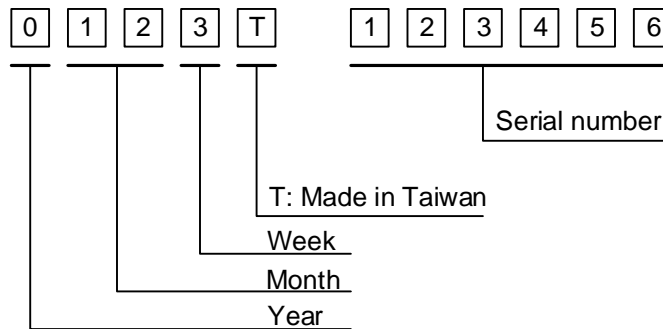 0 1 2 3 T 1 2 3 4 5 6
Serial number
T: Made in Taiwan
Week
Month
Year